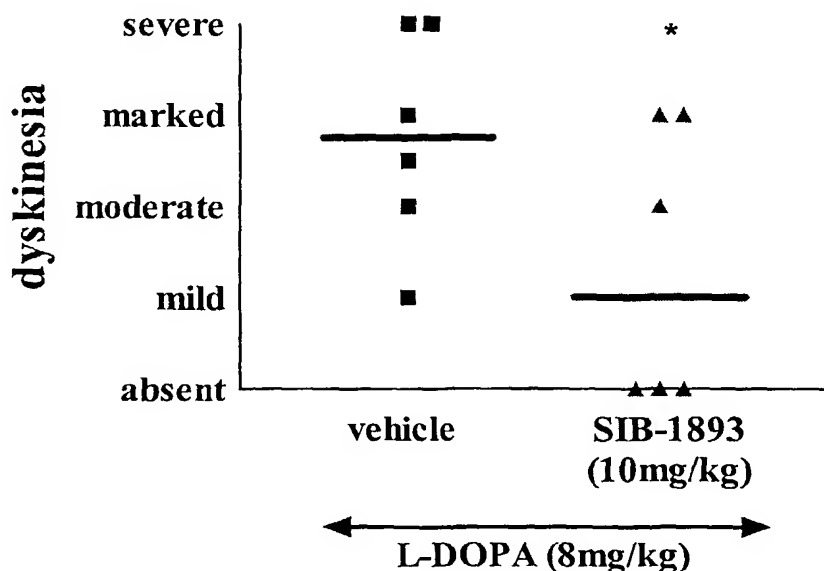 dyskinesia
severe
marked
moderate
mild
absent
*
vehicle
SIB-1893
(10mg/kg)
L-DOPA (8mg/kg)